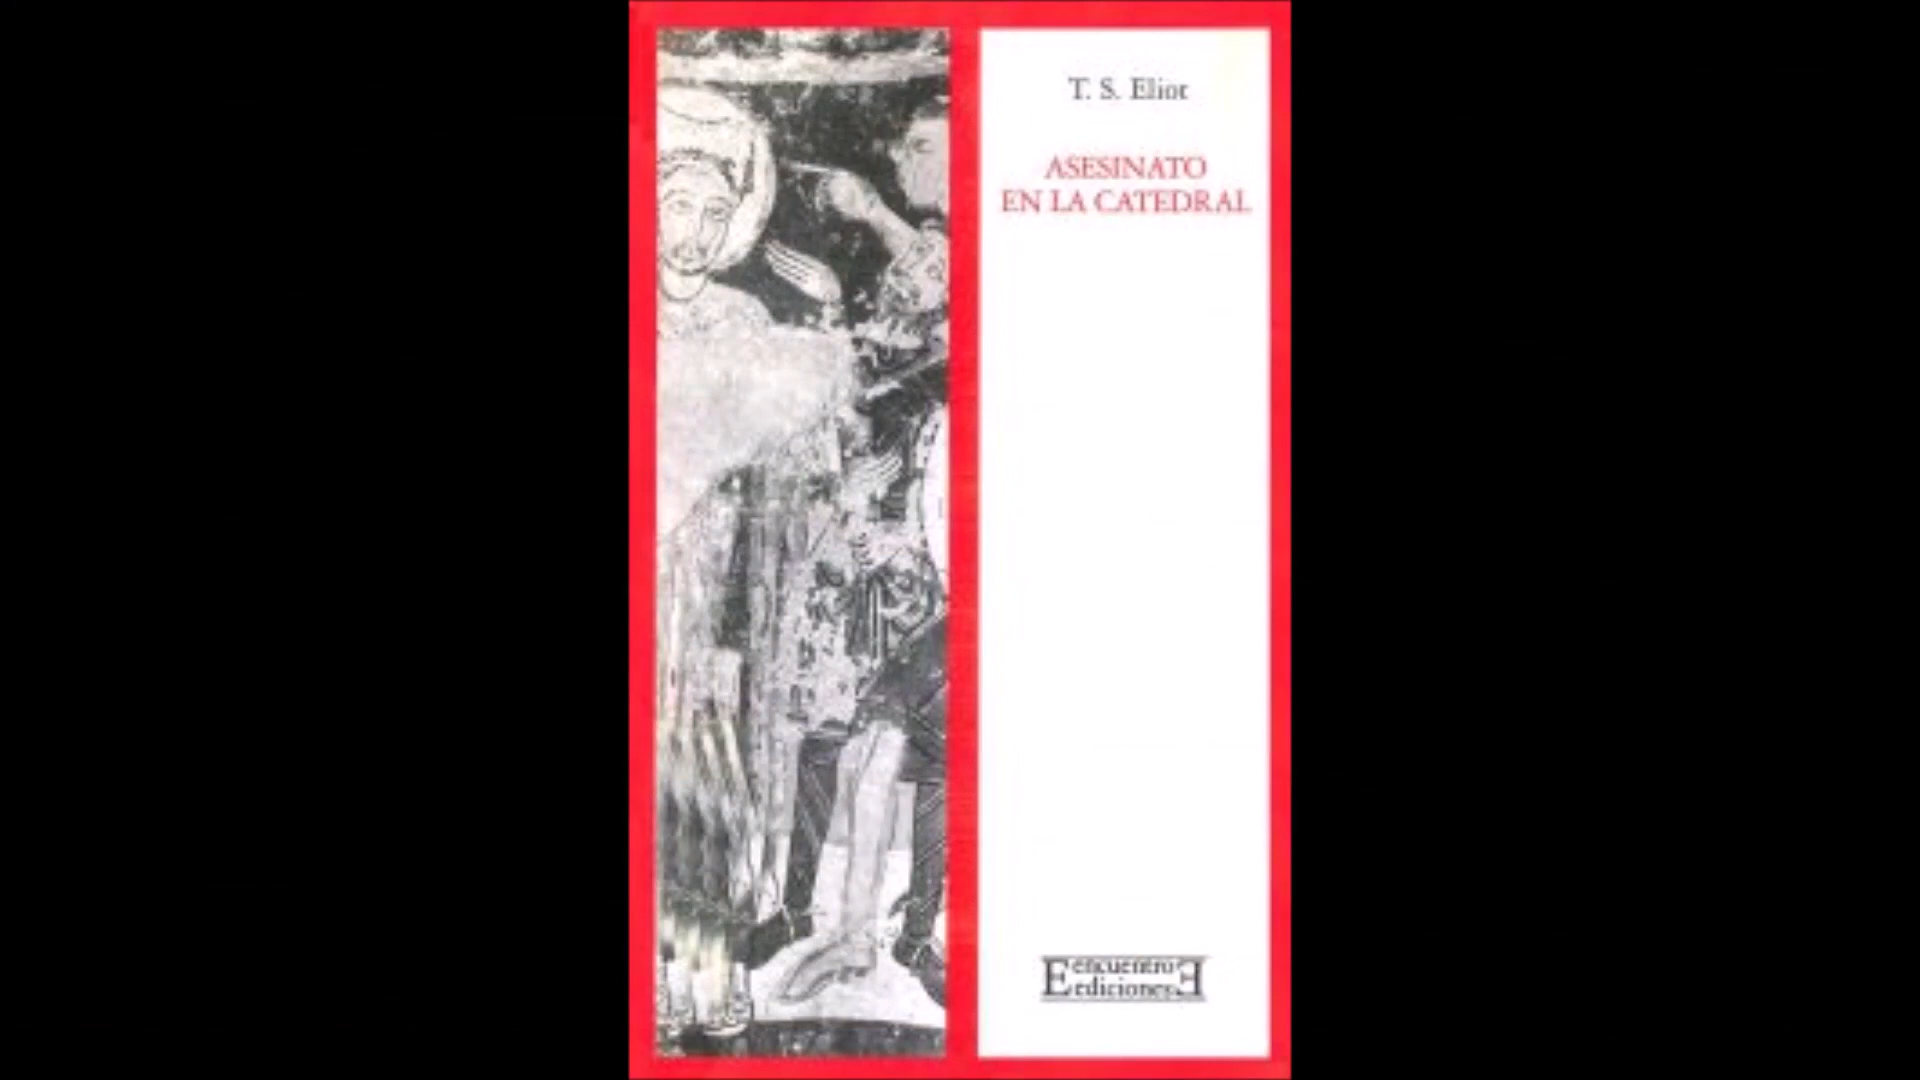 T. S. Eliot
ASESINATO
EN LA CATEDRAL
encuentro
ediciones